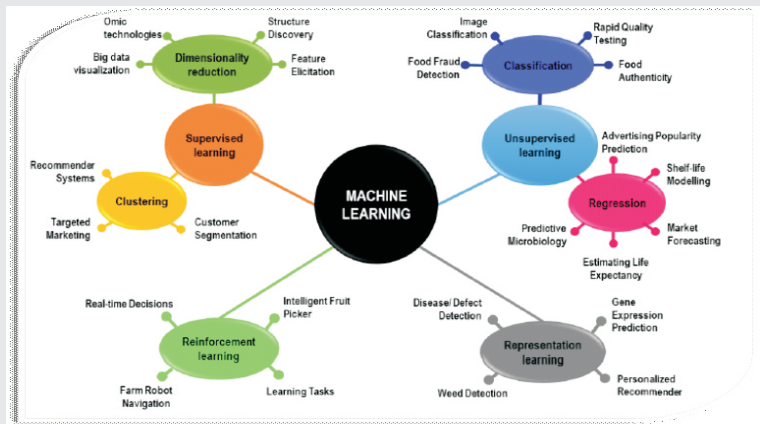 Omic
technologies
Structure
Discovery
Big data
visualization
Dimensionality
reduction
Feature
Elicitation
Image
Classification
Rapid Quality
Testing
Food Fraud
Detection
Classification
Food
Authenticity
Supervised
learning
Unsupervised
learning
Recommender
Systems
Clustering
Targeted
Marketing
Customer
Segmentation
MACHINE
LEARNING
Advertising Popularity
Prediction
Shelf-life
Modelling
Regression
Predictive
Microbiology
Market
Forecasting
Estimating Life
Expectancy
Real-time Decisions
Intelligent Fruit
Picker
Reinforcement
learning
Farm Robot
Navigation
Learning Tasks
Disease/ Defect
Detection
Gene
Expression
Prediction
Representation
learning
Weed Detection
Personalized
Recommender